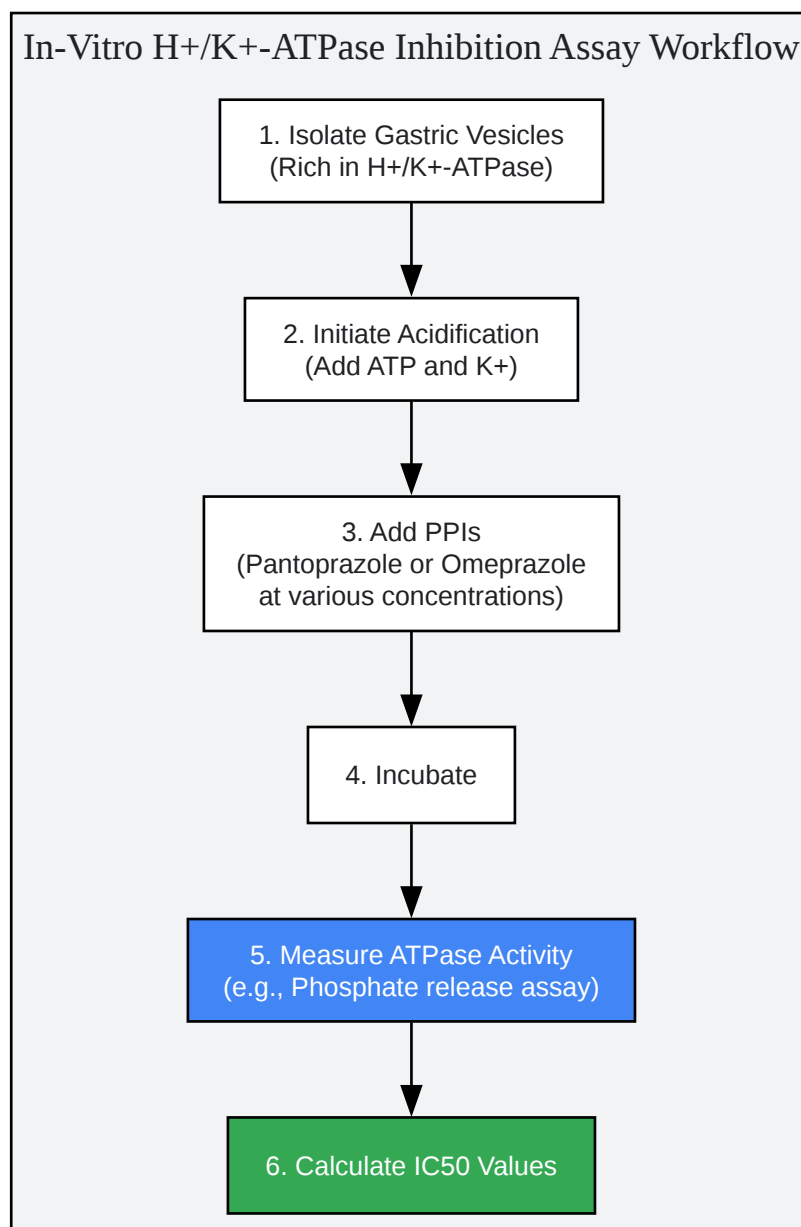 In-Vitro H+/K+-ATPase Inhibition Assay Workflow
1. Isolate Gastric Vesicles
(Rich in H+/K+-ATPase)
2. Initiate Acidification
(Add ATP and K+)
3. Add PPIs
(Pantoprazole or Omeprazole
at various concentrations)
4. Incubate
5. Measure ATPase Activity
(e.g., Phosphate release assay)
6. Calculate IC50 Values